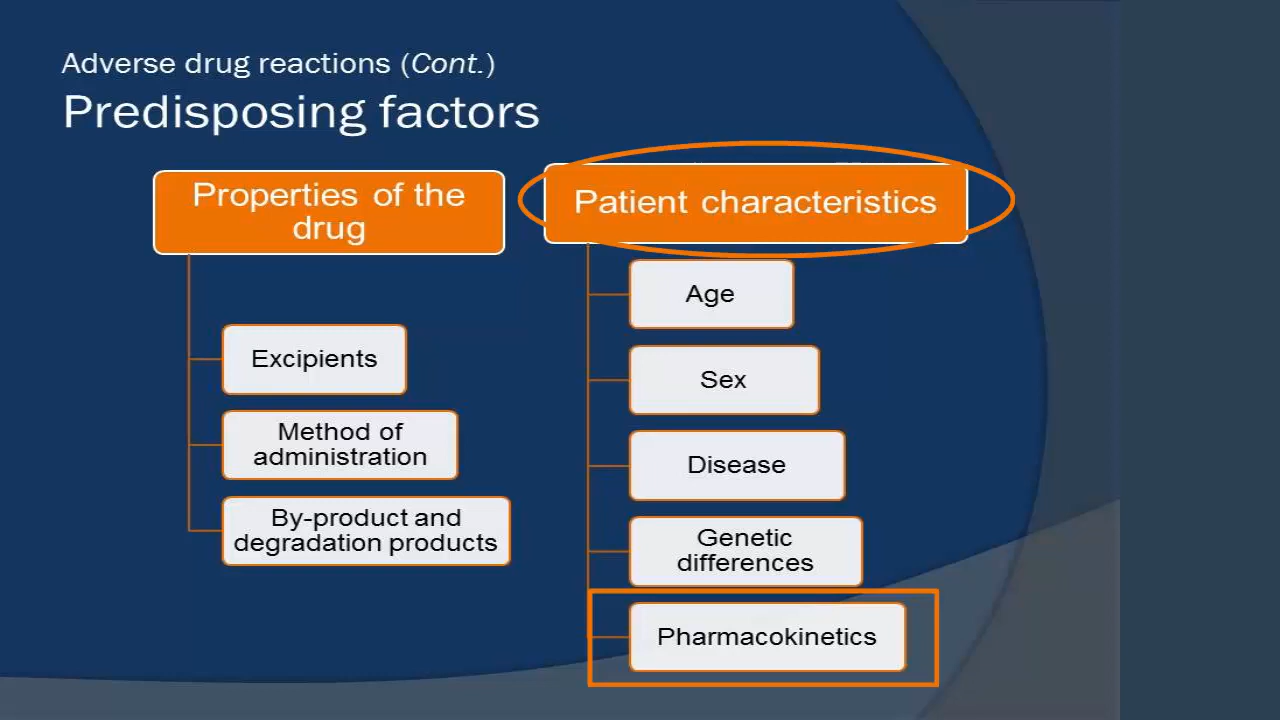 Adverse drug reactions (Cont.)
Predisposing factors
Properties of the
drug
Excipients
Method of
administration
By-product and
degradation products
Patient characteristics
Age
Sex
Disease
Genetic
differences
Pharmacokinetics